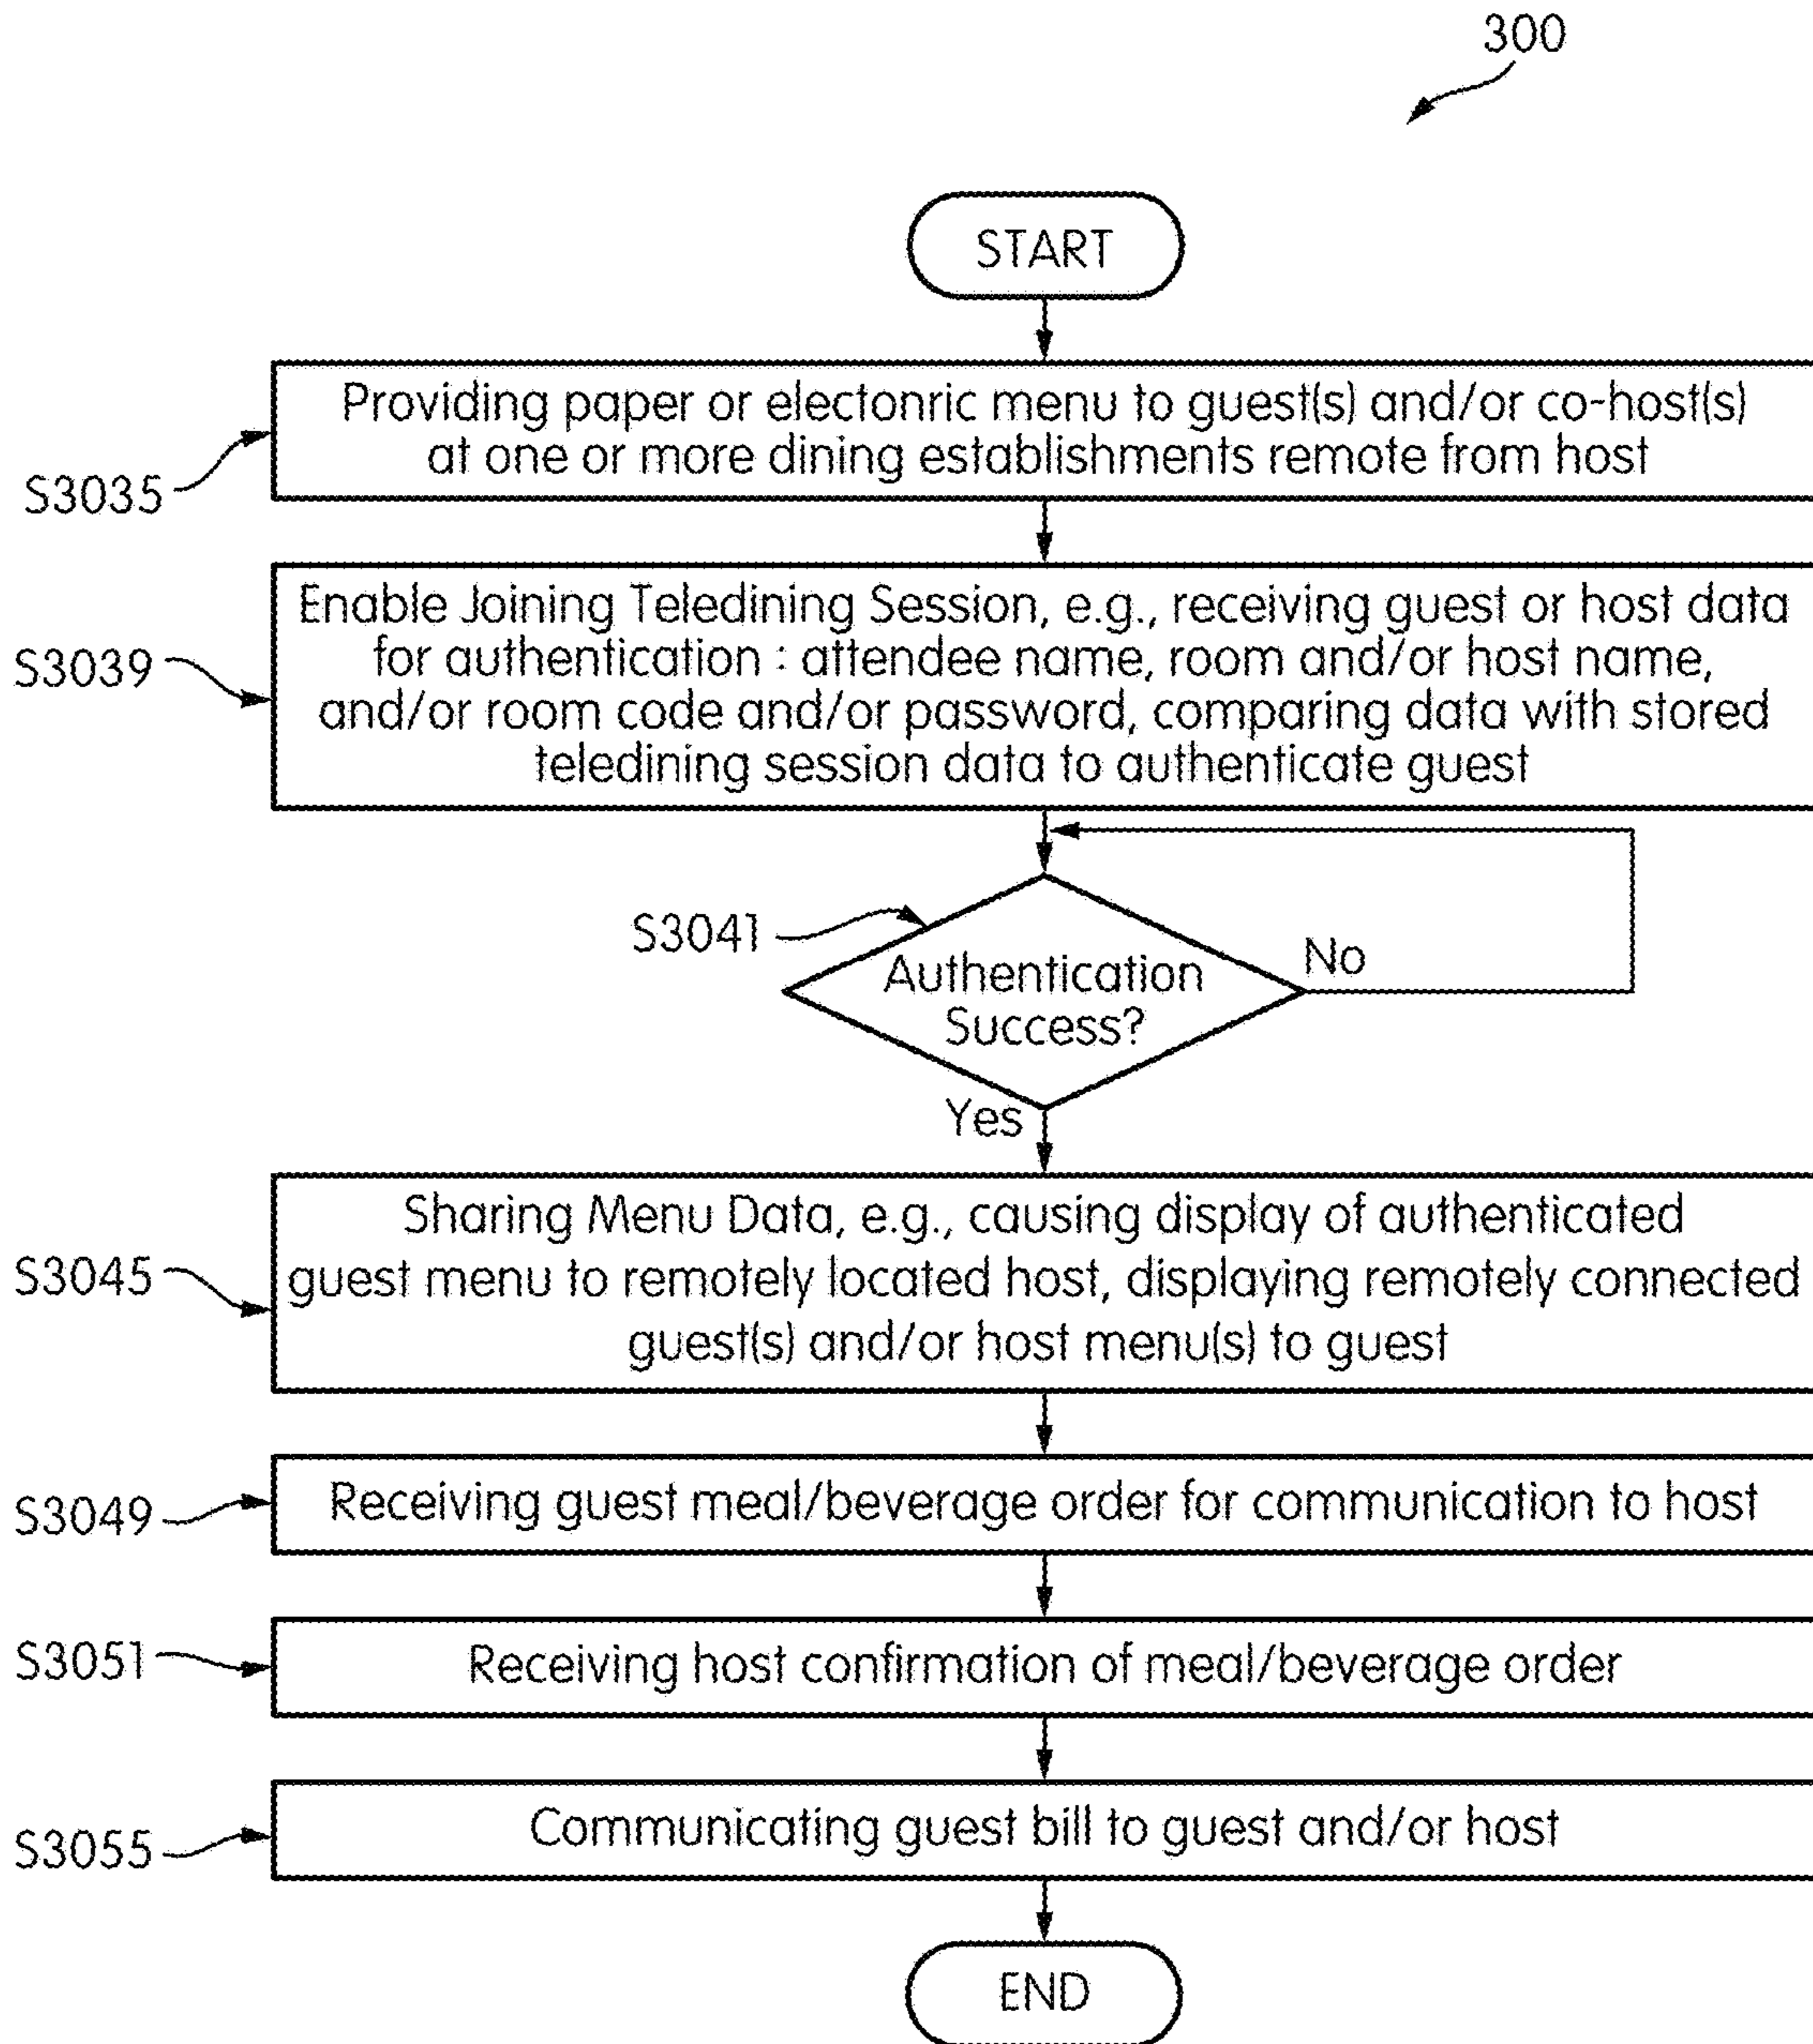 300
START
Providing paper or electonric menu to guest(s) and/or co-host(s)
at one or more dining establishments remote from host
S3035
Enable Joining Teledining Session, e.g., receiving guest or host data
for authentication : attendee name, room and/or host name,
and/or room code and/or password, comparing data with stored
teledining session data to authenticate guest
S3039
S3041
Authentication
Success?
No
Yes
Sharing Menu Data, e.g., causing display of authenticated
guest menu to remotely located host, displaying remotely connected
guest(s) and/or host menu(s) to guest
S3045
Receiving guest meal/beverage order for communication to host
S3049
Receiving host confirmation of meal/beverage order
S3051
Communicating guest bill to guest and/or host
S3055
END